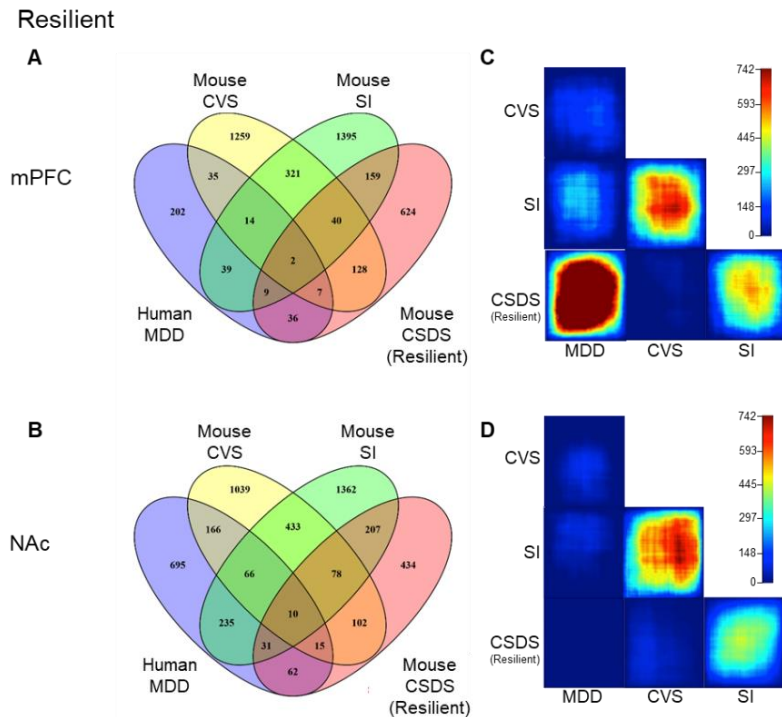 Resilient
A
Mouse
CVS
Mouse
SI
1259
1395
35
321
159
202
14
40
624
2
39
128
9
7
36
mPFC
Human
MDD
Mouse
CSDS
(Resilient)
C
CVS
SI
CSDS
(Resilient)
MDD
CVS
SI
742
593
445
297
148
0
B
Mouse
CVS
Mouse
SI
1039
1362
166
433
207
695
66
78
434
10
235
102
31
15
62
NAc
Human
MDD
Mouse
CSDS
(Resilient)
D
CVS
SI
CSDS
(Resilient)
MDD
CVS
SI
742
593
445
297
148
0